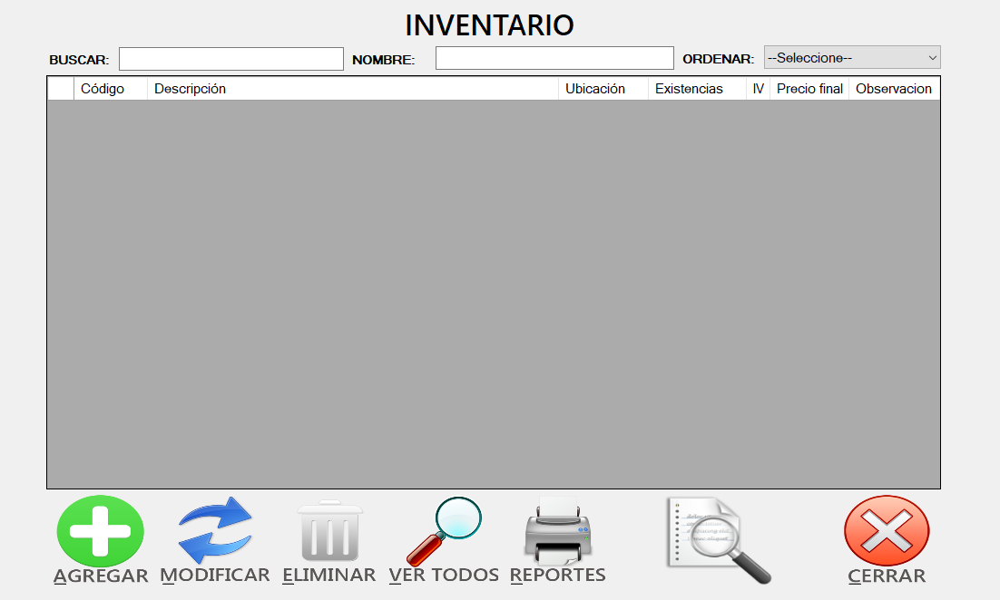 INVENTARIO
BUSCAR: NOMBRE: ORDENAR: --Seleccione--
Código Descripción Ubicación Existencias IV Precio final Observacion
AGREGAR MODIFICAR ELIMINAR VER TODOS REPORTES CERRAR